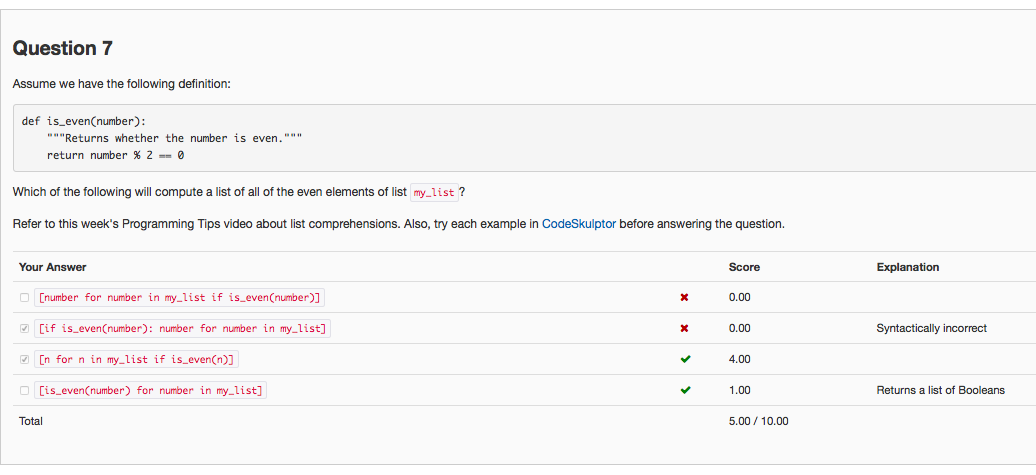 Question 7
Assume we have the following definition:
def is_even(number):
    """Returns whether the number is even."""
    return number % 2 == 0
Which of the following will compute a list of all of the even elements of list my_list ?
Refer to this week's Programming Tips video about list comprehensions. Also, try each example in CodeSkulptor before answering the question.
Your Answer Score Explanation
[number for number in my_list if is_even(number)] ✖ 0.00
[if is_even(number): number for number in my_list] ✖ 0.00 Syntactically incorrect
[n for n in my_list if is_even(n)] ✔ 4.00
[is_even(number) for number in my_list] ✔ 1.00 Returns a list of Booleans
Total 5.00 / 10.00